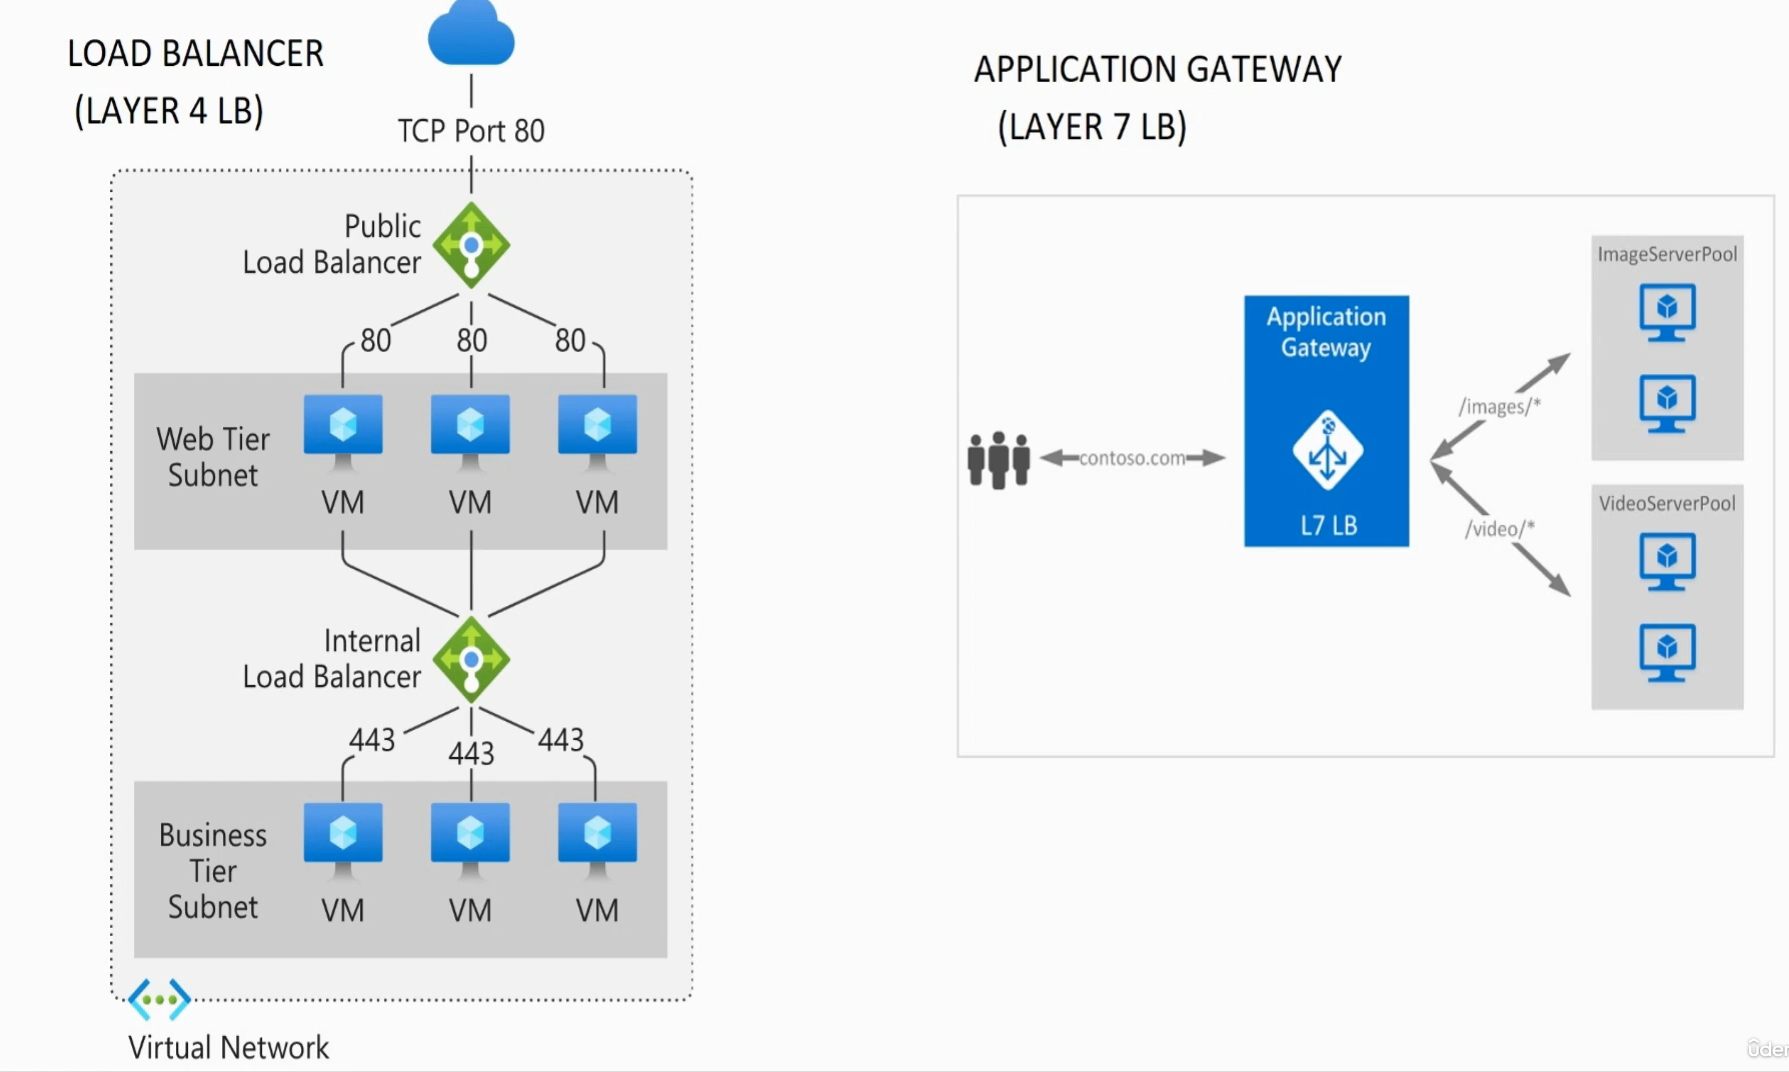 LOAD BALANCER
(LAYER 4 LB)
TCP Port 80
Public
Load Balancer
80
80
80
Web Tier
Subnet
VM
VM
VM
Internal
Load Balancer
443
443
443
Business
Tier
Subnet
VM
VM
VM
Virtual Network
APPLICATION GATEWAY
(LAYER 7 LB)
contoso.com
Application
Gateway
L7 LB
/images/*
/video/*
ImageServerPool
VideoServerPool